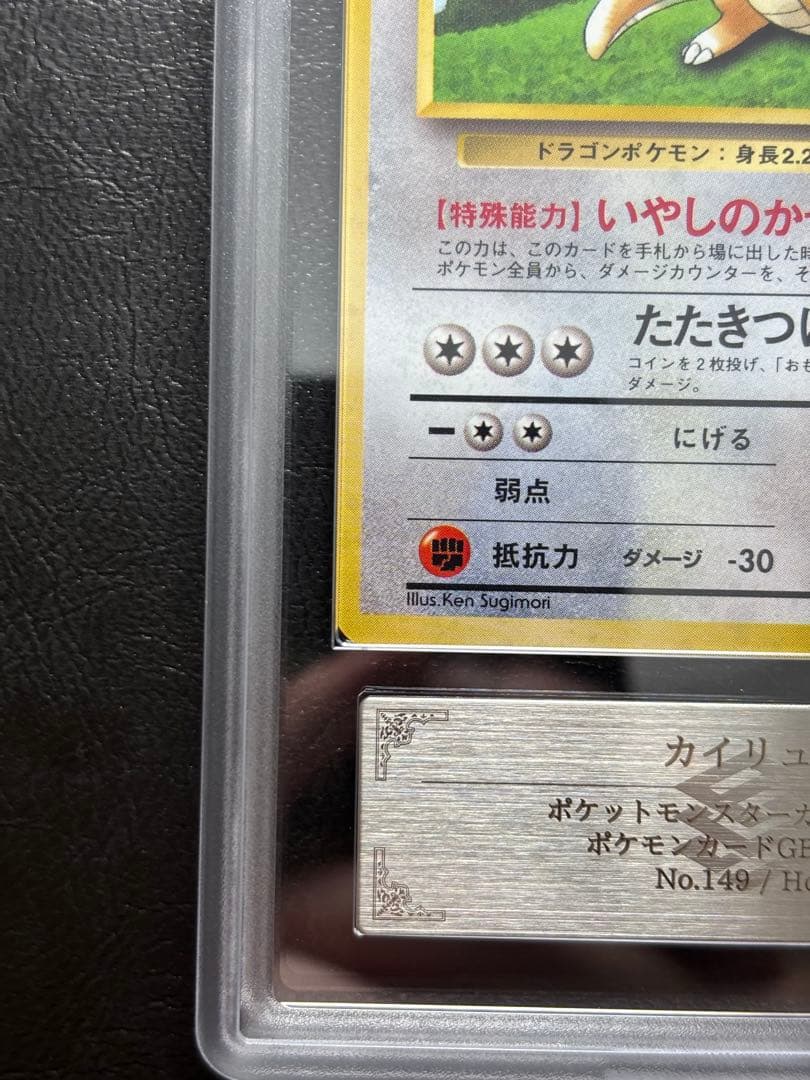 ドラゴンポケモン：身長2.2
【特殊能力】いやしのか
この力は、このカードを手札から場に出した時
ポケモン全員から、ダメージカウンターを、そ
たたきつ
コインを2枚投げ、「おも
ダメージ。
にげる
弱点
抵抗力 ダメージ -30
Illus.Ken Sugimori
カイリュ
ポケットモンスターカ
ポケモンカードGB
No.149 / Ho